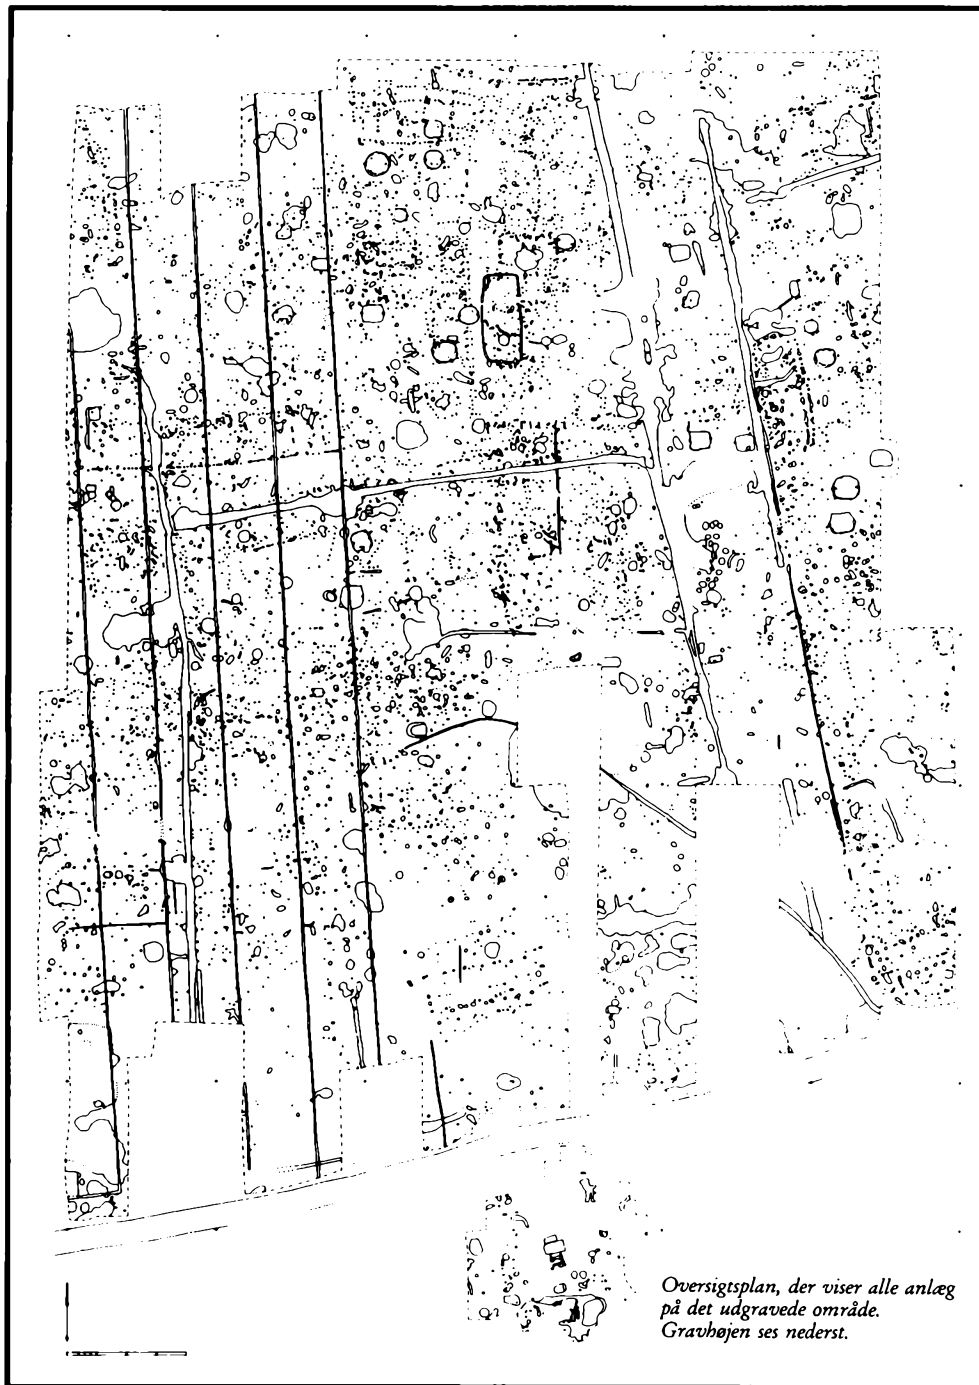 Oversigtsplan, der viser alle anlæg
på det udgravede område.
Gravhøjen ses nederst.